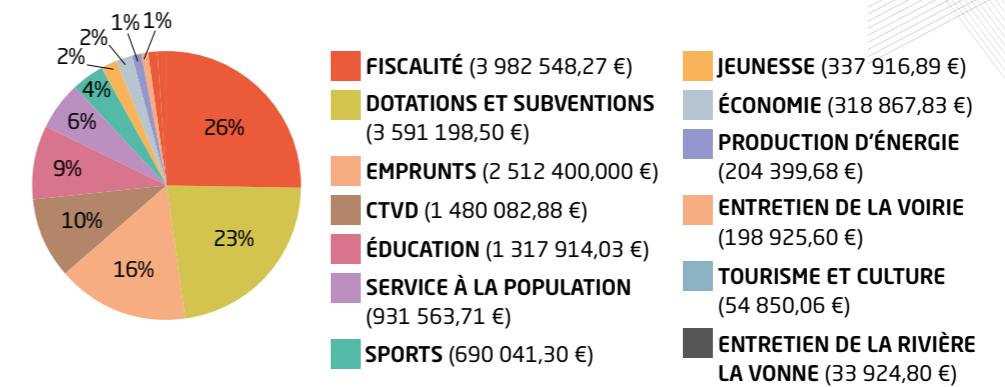 1%
1%
2%
2%
4%
26%
6%
9%
10%
23%
16%
FISCALITÉ (3 982 548,27 €)
DOTATIONS ET SUBVENTIONS
(3 591 198,50 €)
EMPRUNTS (2 512 400,000 €)
CTVD (1 480 082,88 €)
ÉDUCATION (1 317 914,03 €)
SERVICE À LA POPULATION
(931 563,71 €)
SPORTS (690 041,30 €)
JEUNESSE (337 916,89 €)
ÉCONOMIE (318 867,83 €)
PRODUCTION D'ÉNERGIE
(204 399,68 €)
ENTRETIEN DE LA VOIRIE
(198 925,60 €)
TOURISME ET CULTURE
(54 850,06 €)
ENTRETIEN DE LA RIVIÈRE
LA VONNE (33 924,80 €)